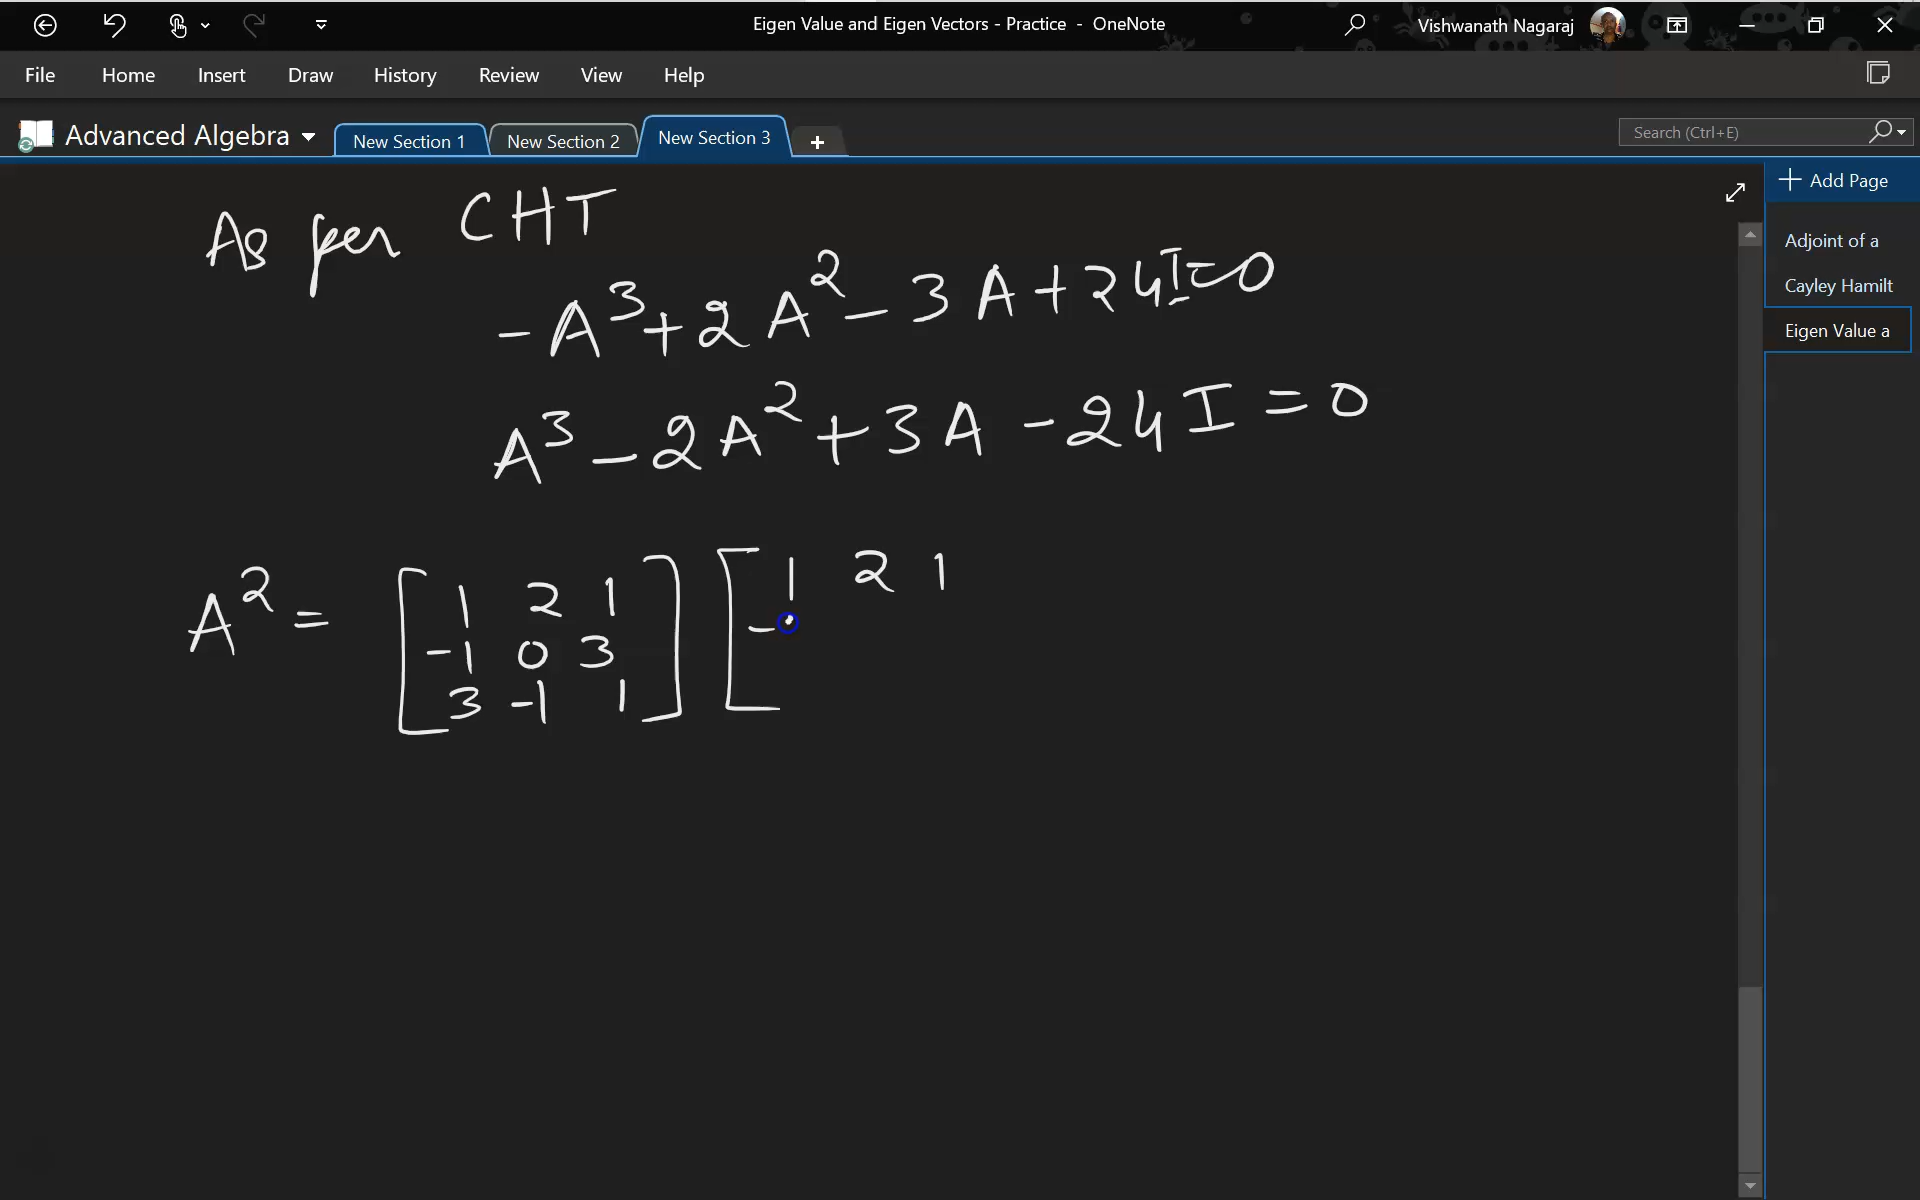 Eigen Value and Eigen Vectors - Practice - OneNote
Vishwanath Nagaraj
File Home Insert Draw History Review View Help
Advanced Algebra New Section 1 New Section 2 New Section 3 +
Search (Ctrl+E)
+ Add Page
Adjoint of a
Cayley Hamilt
Eigen Value a
As per CHT
-A³+2A²-3A+24I=0
A³-2A²+3A-24I=0
A²= [1 2 1] [1 2 1
-1 0 3 -
3 -1 1